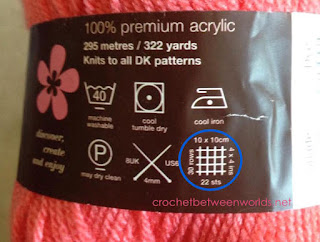 100% premium acrylic
295 metres / 322 yards
Knits to all DK patterns
40
machine
washable
cool
tumble dry
cool iron
10 x 10cm
30 rows
4 x 4 ins
22 sts
discover,
create
and enjoy
P
may dry clean
8UK
US6
4mm
crochetbetweenworlds.net